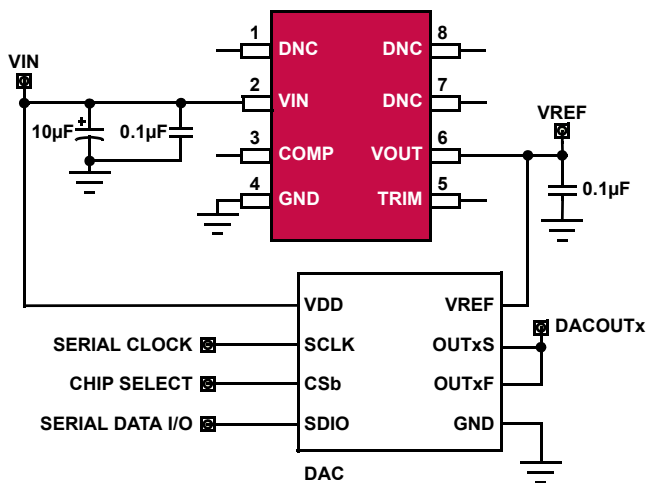 1
8
DNC
DNC
VIN
2
7
VIN
DNC
VREF
10µF
+
0.1µF
3
6
COMP
VOUT
4
5
GND
TRIM
0.1µF
VDD
VREF
DACOUTx
SERIAL CLOCK
SCLK
OUTxS
CHIP SELECT
CSb
OUTxF
SERIAL DATA I/O
SDIO
GND
DAC